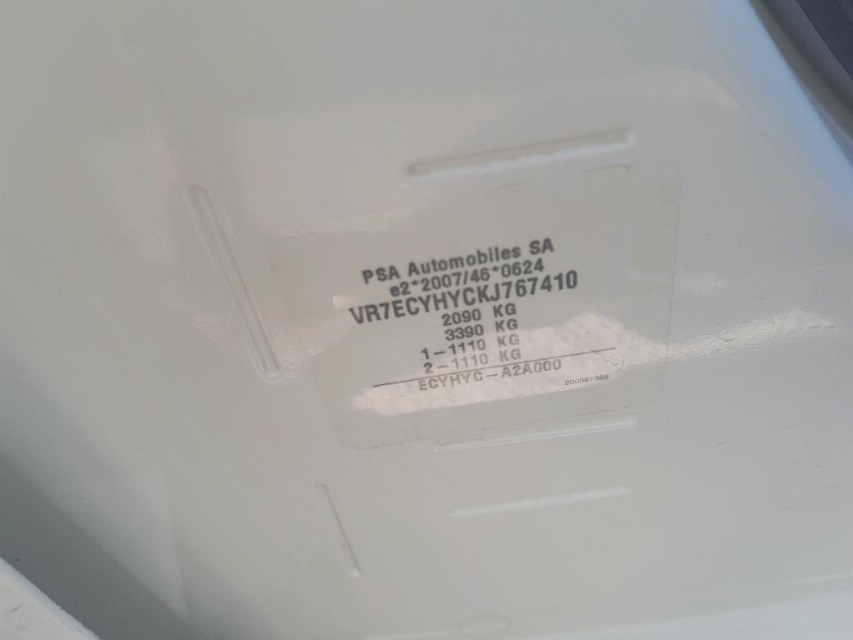 PSA Automobiles SA
e2*2007/46*0624
VR7ECYHYCKJ767410
2090 KG
3390 KG
1-1110 KG
2-1110 KG
ECYHYC-A2A000